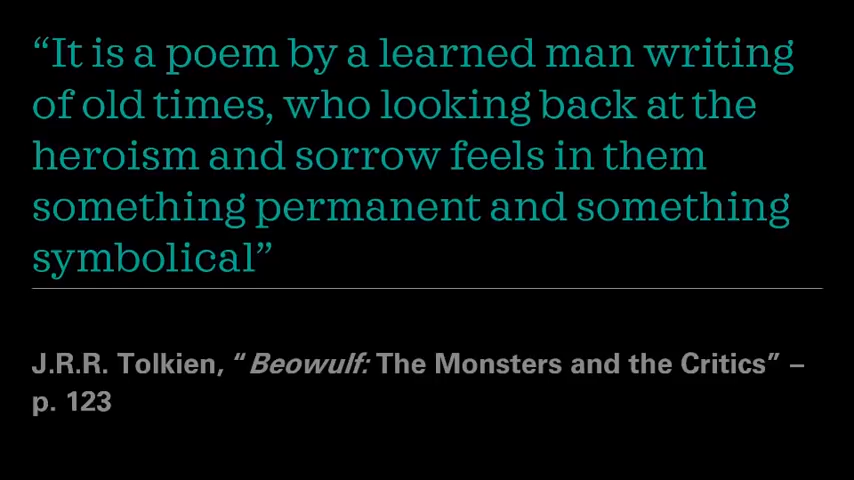 “It is a poem by a learned man writing
of old times, who looking back at the
heroism and sorrow feels in them
something permanent and something
symbolical”
J.R.R. Tolkien, “Beowulf: The Monsters and the Critics” –
p. 123